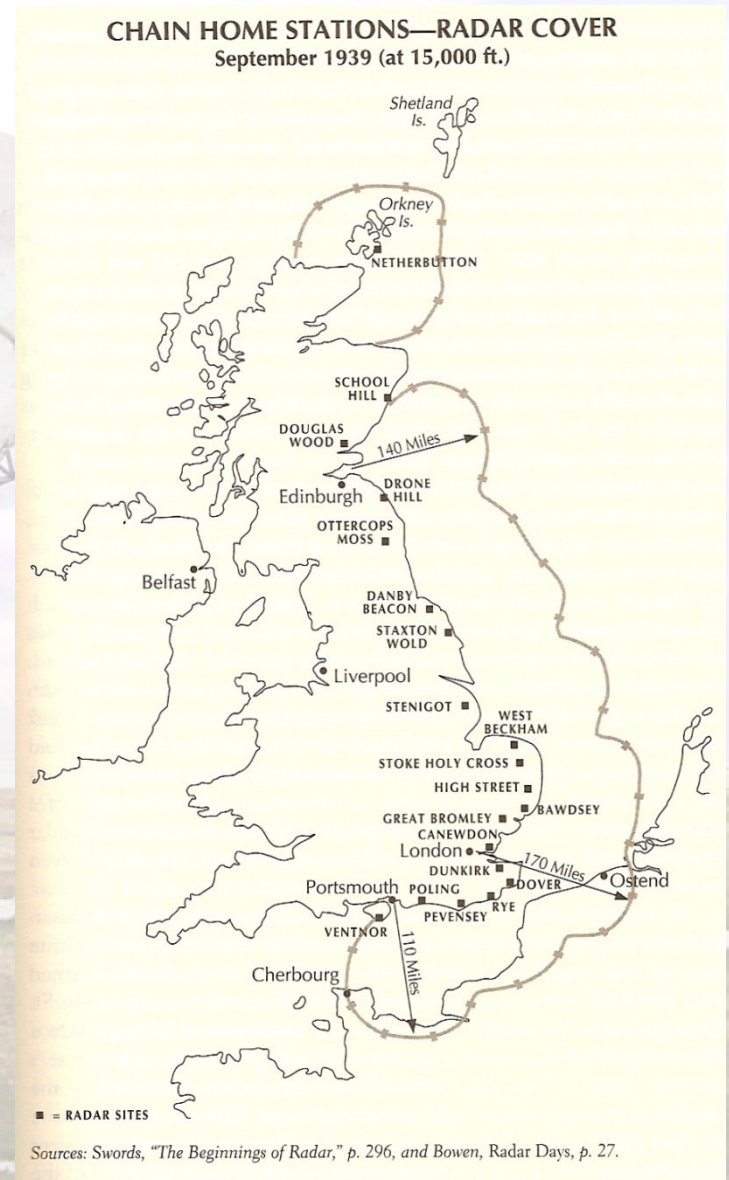 CHAIN HOME STATIONS—RADAR COVER
September 1939 (at 15,000 ft.)
Shetland
Is.
Orkney
Is.
NETHERBUTTON
SCHOOL
HILL
DOUGLAS
WOOD
140 Miles
Edinburgh
DRONE
HILL
OTTERCOPS
MOSS
Belfast
DANBY
BEACON
STAXTON
WOLD
Liverpool
STENIGOT
WEST
BECKHAM
STOKE HOLY CROSS
HIGH STREET
BAWDSEY
GREAT BROMLEY
CANEWDON
London
170 Miles
DUNKIRK
Ostend
DOVER
Portsmouth
POLING
RYE
PEVENSEY
VENTNOR
110 Miles
Cherbourg
= RADAR SITES
Sources: Swords, "The Beginnings of Radar," p. 296, and Bowen, Radar Days, p. 27.